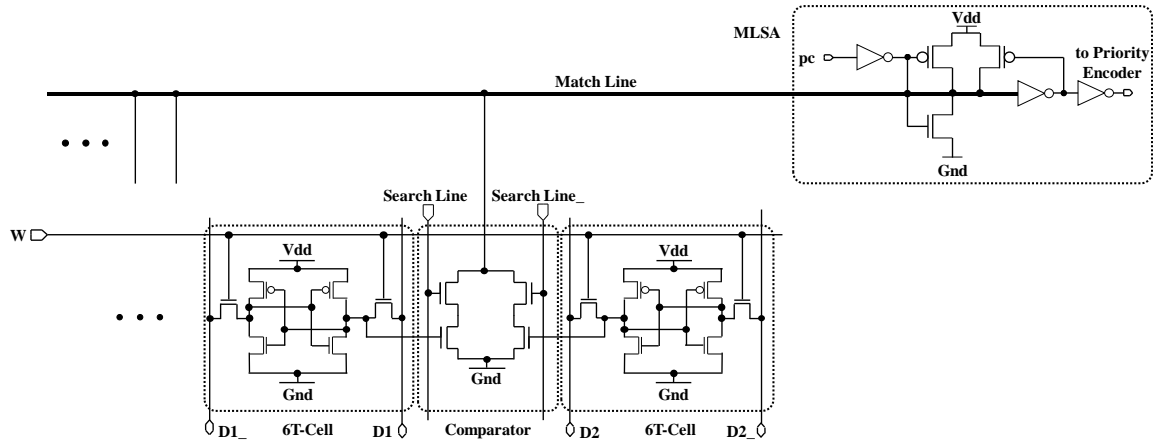 MLSA
Vdd
pc
to Priority
Encoder
Match Line
Gnd
Search Line
Search Line_
W
Vdd
Vdd
Gnd
Gnd
Gnd
D1_
6T-Cell
D1
Comparator
D2
6T-Cell
D2_